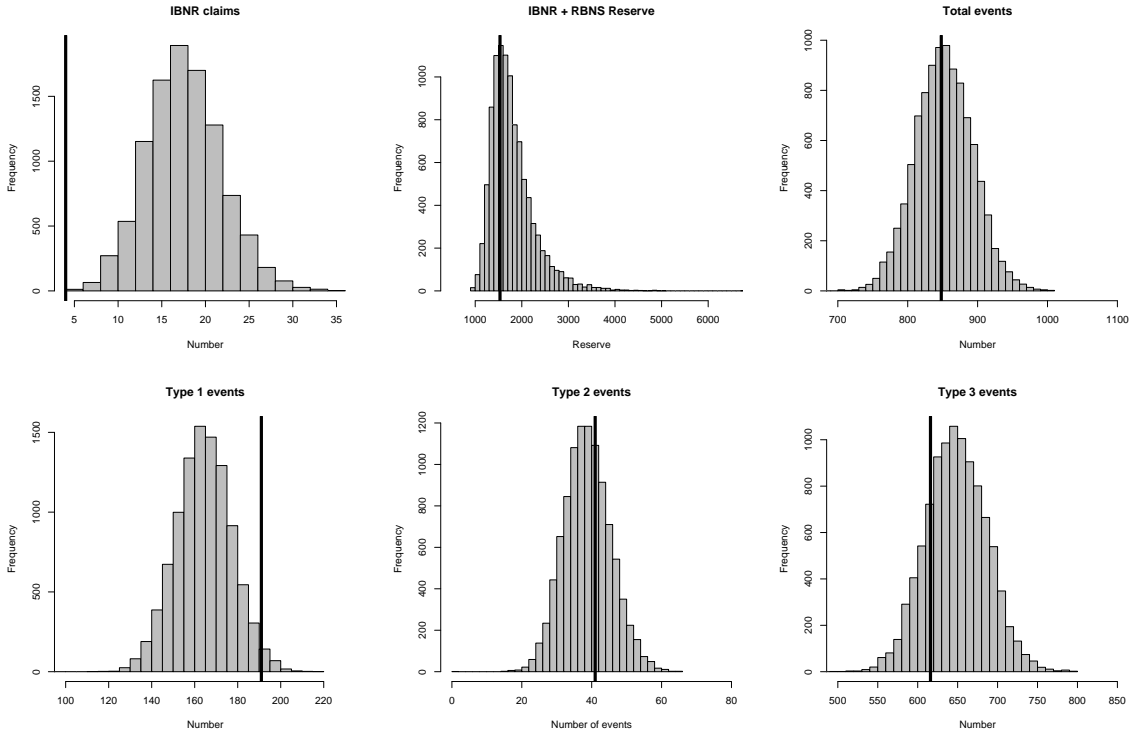 IBNR claims
Frequency
0 500 1000 1500
5 10 15 20 25 30 35
Number
IBNR + RBNS Reserve
Frequency
0 200 400 600 800 1000
1000 2000 3000 4000 5000 6000
Reserve
Total events
Frequency
0 200 400 600 800 1000
700 800 900 1000 1100
Number
Type 1 events
Frequency
0 500 1000 1500
100 120 140 160 180 200 220
Number
Type 2 events
Frequency
0 200 400 600 800 1000 1200
0 20 40 60 80
Number of events
Type 3 events
Frequency
0 200 400 600 800 1000
500 550 600 650 700 750 800 850
Number